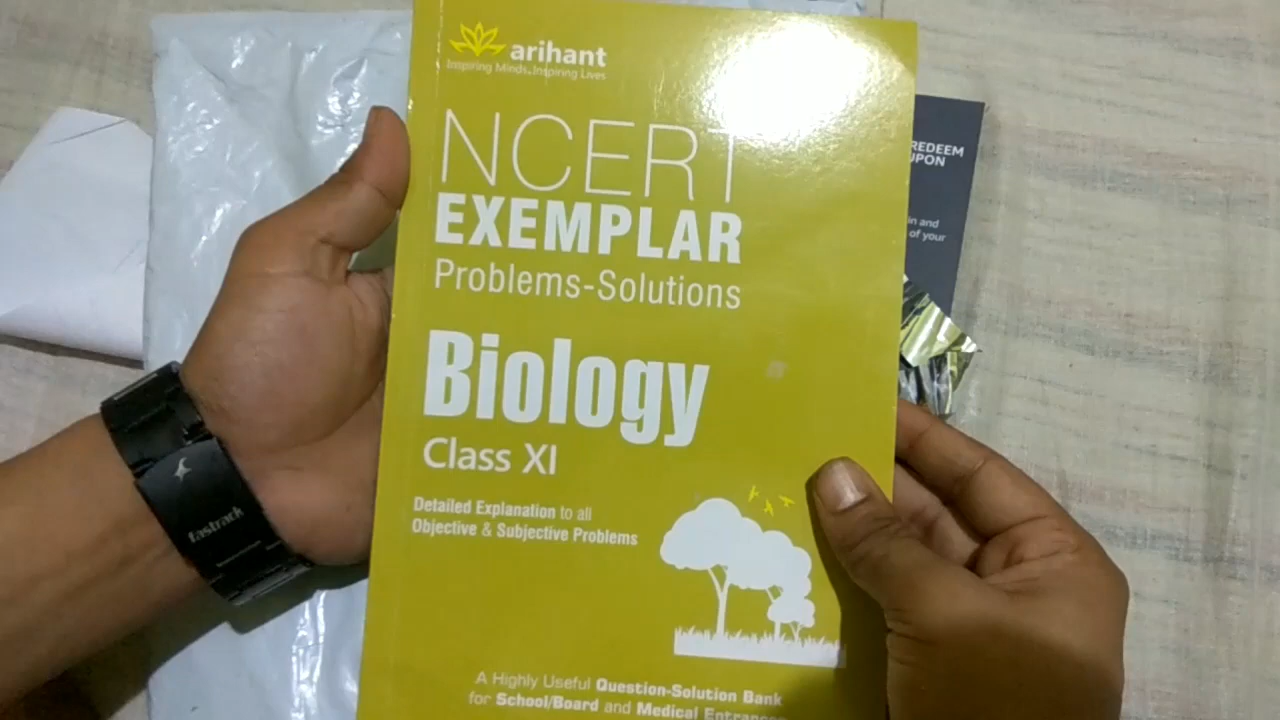 arihant
Inspiring Minds. Inspiring Lives
NCERT
EXEMPLAR
Problems-Solutions
Biology
Class XI
Detailed Explanation to all
Objective & Subjective Problems
A Highly Useful Question-Solution Bank
for School/Board and Medical
REDEEM
in and
of your
fastrack